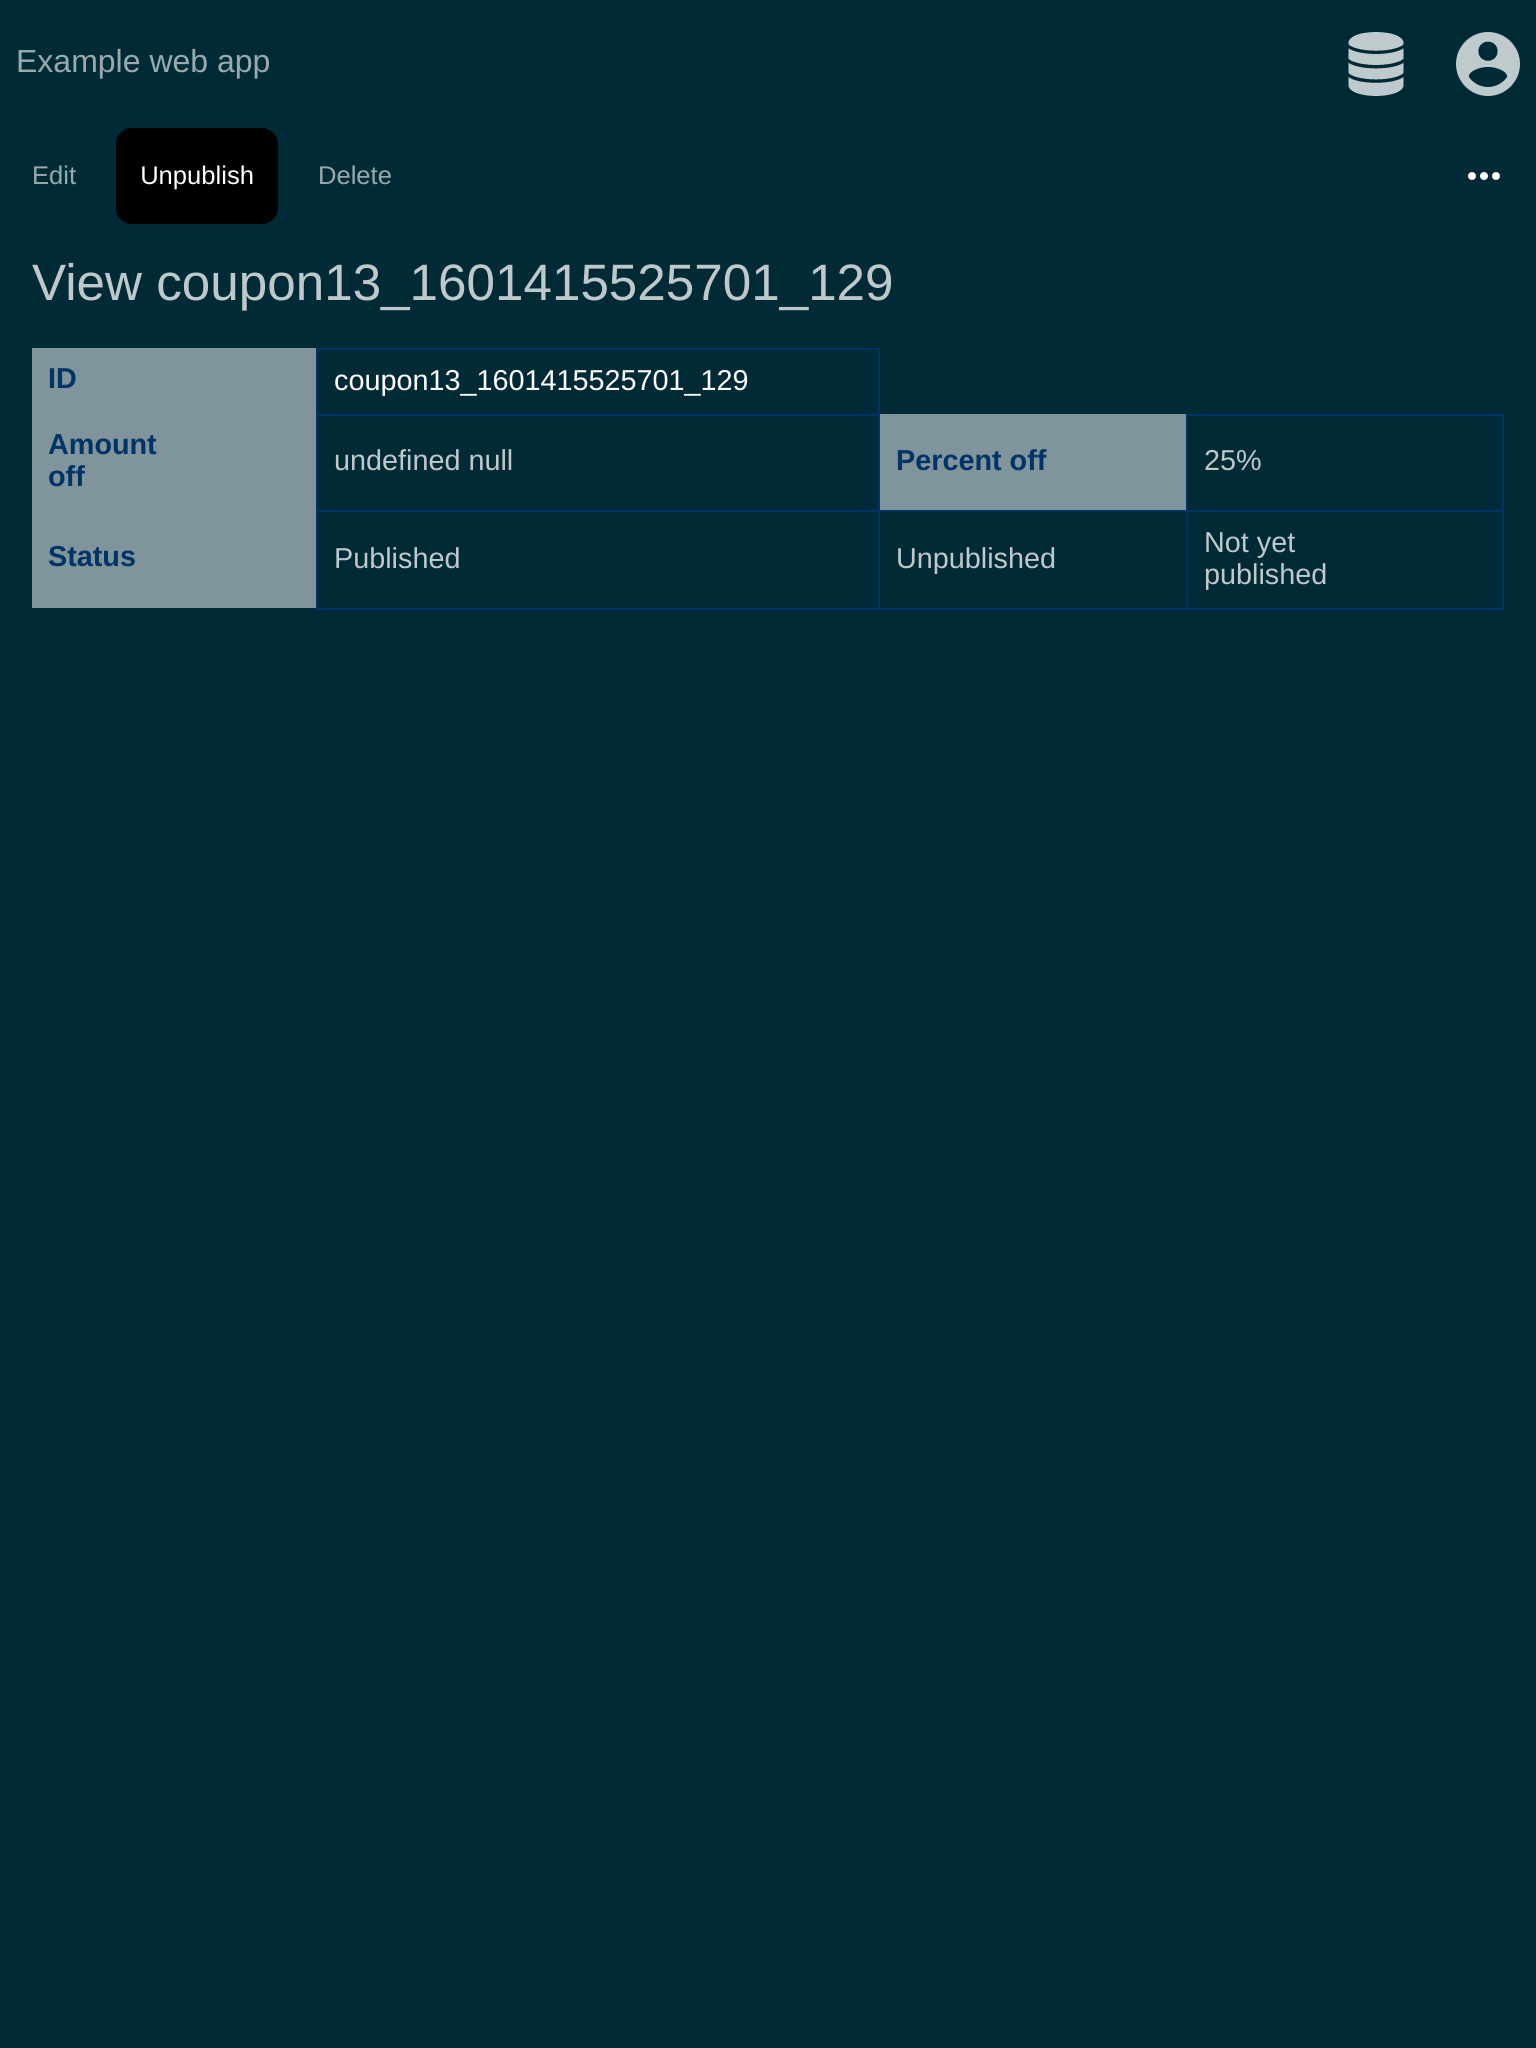 Example web app
Edit Unpublish Delete
View coupon13_1601415525701_129
ID coupon13_1601415525701_129
Amount off undefined null Percent off 25%
Status Published Unpublished Not yet published